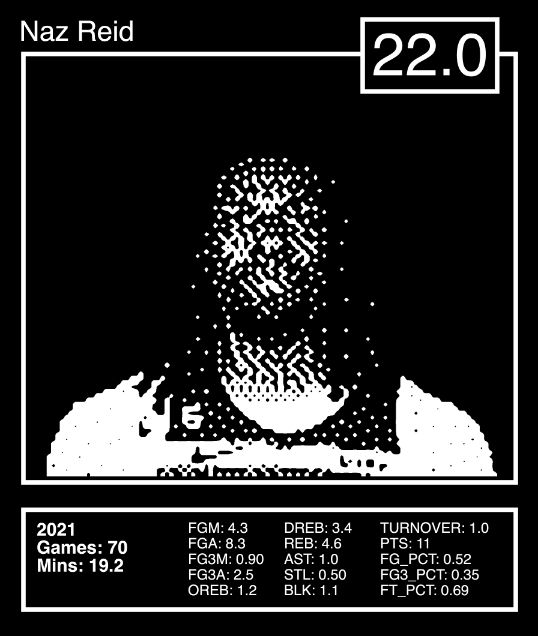 Naz Reid
22.0
2021
Games: 70
Mins: 19.2
FGM: 4.3
FGA: 8.3
FG3M: 0.90
FG3A: 2.5
OREB: 1.2
DREB: 3.4
REB: 4.6
AST: 1.0
STL: 0.50
BLK: 1.1
TURNOVER: 1.0
PTS: 11
FG_PCT: 0.52
FG3_PCT: 0.35
FT_PCT: 0.69